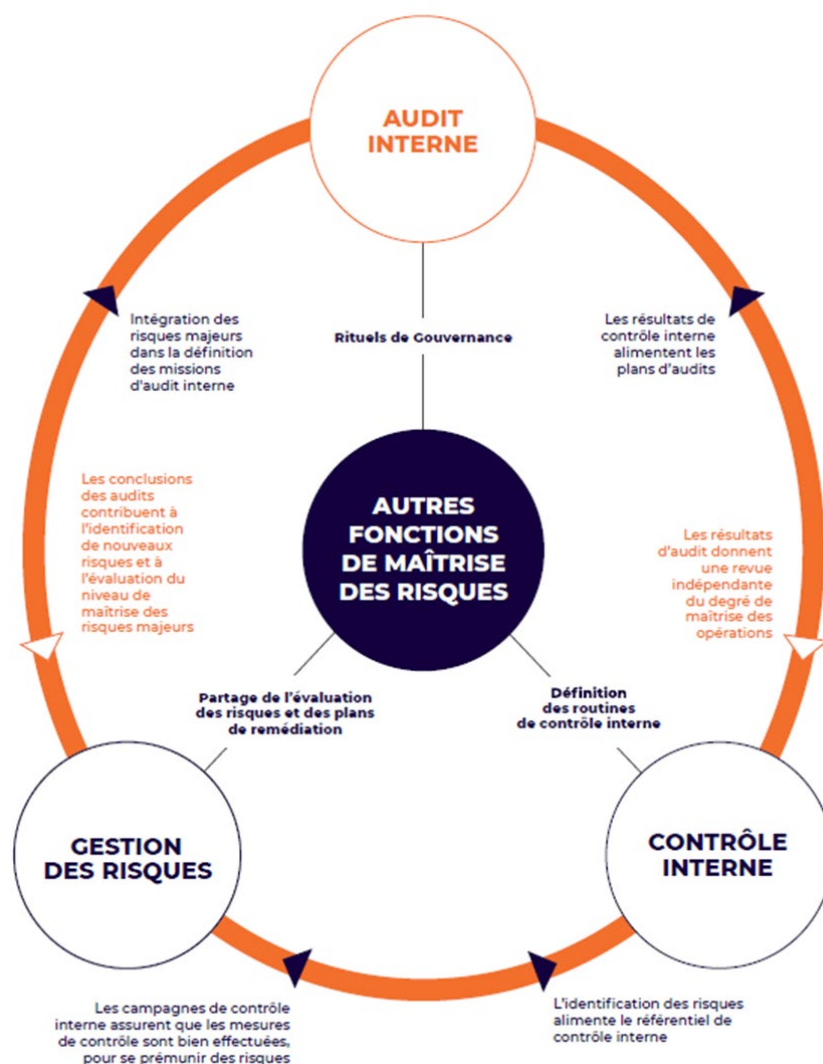 AUDIT
INTERNE
Intégration des
risques majeurs
dans la définition
des missions
d'audit interne
Rituels de Gouvernance
Les résultats de
contrôle interne
alimentent les
plans d'audits
Les conclusions
des audits
contribuent à
l'identification
de nouveaux
risques et à
l'évaluation du
niveau de
maîtrise des
risques majeurs
AUTRES
FONCTIONS
DE MAÎTRISE
DES RISQUES
Les résultats
d'audit donnent
une revue
indépendante
du degré de
maîtrise des
opérations
Partage de l'évaluation
des risques et des plans
de remédiation
Définition
des routines
de contrôle interne
GESTION
DES RISQUES
CONTRÔLE
INTERNE
Les campagnes de contrôle
interne assurent que les mesures
de contrôle sont bien effectuées,
pour se prémunir des risques
L'identification des risques
alimente le référentiel de
contrôle interne